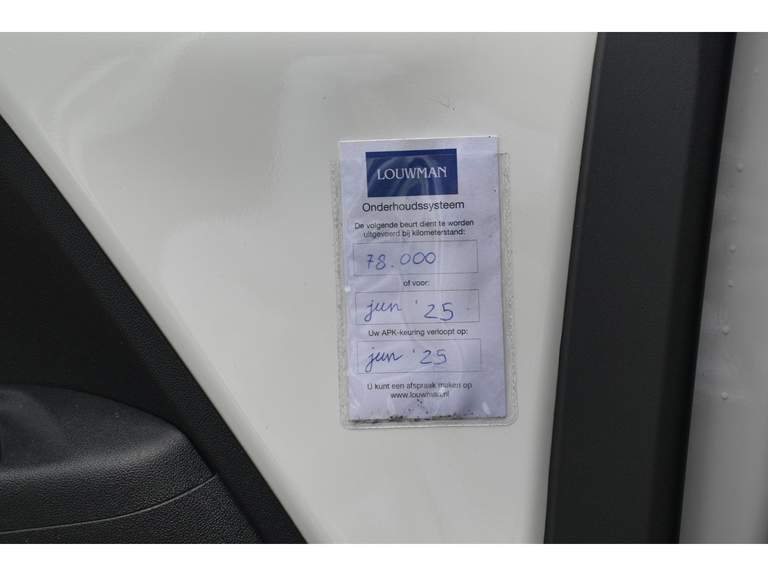 LOUWMAN
Onderhoudssysteem
De volgende beurt dient te worden
uitgevoerd bij kilometerstand:
78.000
of voor:
jun '25
Uw APK-keuring verloopt op:
jun '25
U kunt een afspraak maken op
www.louwman.nl